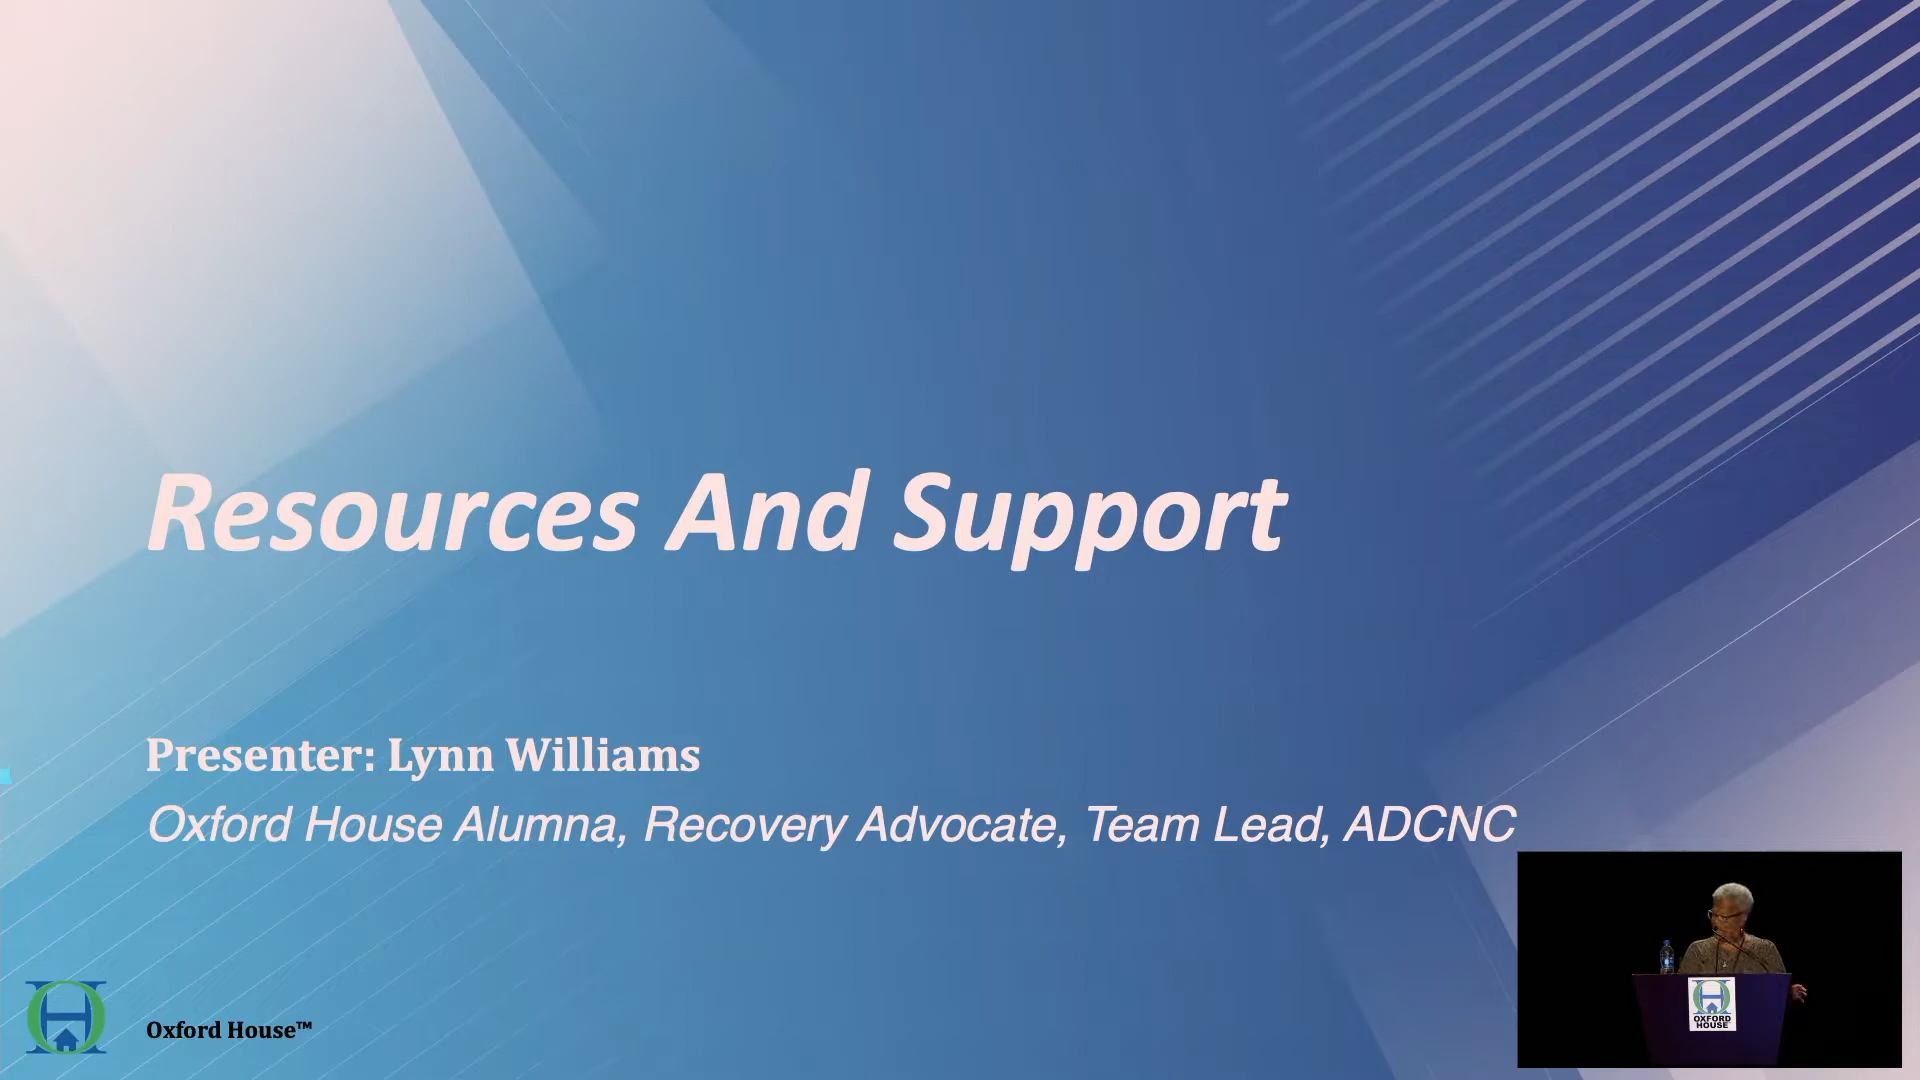 Resources And Support
Presenter: Lynn Williams
Oxford House Alumna, Recovery Advocate, Team Lead, ADCNC
Oxford House™
OXFORD
HOUSE